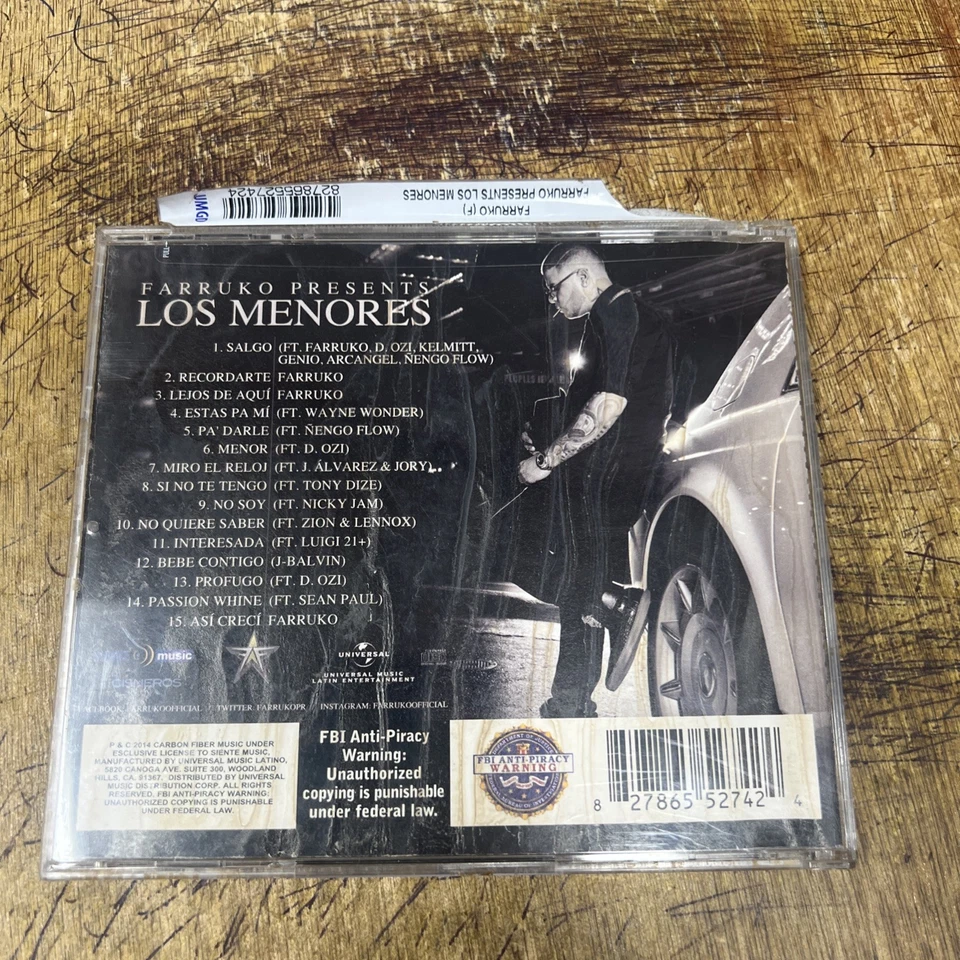 FARRUKO (F)
FARRUKO PRESENTS LOS MENORES
827865527424
UMGD
PULL
FARRUKO PRESENTS
LOS MENORES
1. SALGO (FT. FARRUKO, D. OZI, KELMITT,
GENIO, ARCANGEL, ÑENGO FLOW)
2. RECORDARTE FARRUKO
3. LEJOS DE AQUÍ FARRUKO
4. ESTAS PA MÍ (FT. WAYNE WONDER)
5. PA' DARLE (FT. ÑENGO FLOW)
6. MENOR (FT. D. OZI)
7. MIRO EL RELOJ (FT. J. ÁLVAREZ & JORY)
8. SI NO TE TENGO (FT. TONY DIZE)
9. NO SOY (FT. NICKY JAM)
10. NO QUIERE SABER (FT. ZION & LENNOX)
11. INTERESADA (FT. LUIGI 21+)
12. BEBE CONTIGO (J-BALVIN)
13. PROFUGO (FT. D. OZI)
14. PASSION WHINE (FT. SEAN PAUL)
15. ASÍ CRECÍ FARRUKO
music
CISNEROS
UNIVERSAL
UNIVERSAL MUSIC
LATIN ENTERTAINMENT
FACEBOOK: FARRUKOOFFICIAL / TWITTER: FARRUKOPR / INSTAGRAM: FARRUKOOFFICIAL
P & C 2014 CARBON FIBER MUSIC UNDER
EXCLUSIVE LICENSE TO SIENTE MUSIC.
MANUFACTURED BY UNIVERSAL MUSIC LATINO,
5820 CANOGA AVE. SUITE 300, WOODLAND
HILLS, CA. 91367. DISTRIBUTED BY UNIVERSAL
MUSIC DISTRIBUTION CORP. ALL RIGHTS
RESERVED. FBI ANTI-PIRACY WARNING:
UNAUTHORIZED COPYING IS PUNISHABLE
UNDER FEDERAL LAW.
FBI Anti-Piracy
Warning:
Unauthorized
copying is punishable
under federal law.
DEPARTMENT OF JUSTICE
FBI ANTI-PIRACY
WARNING
8 27865 52742 4